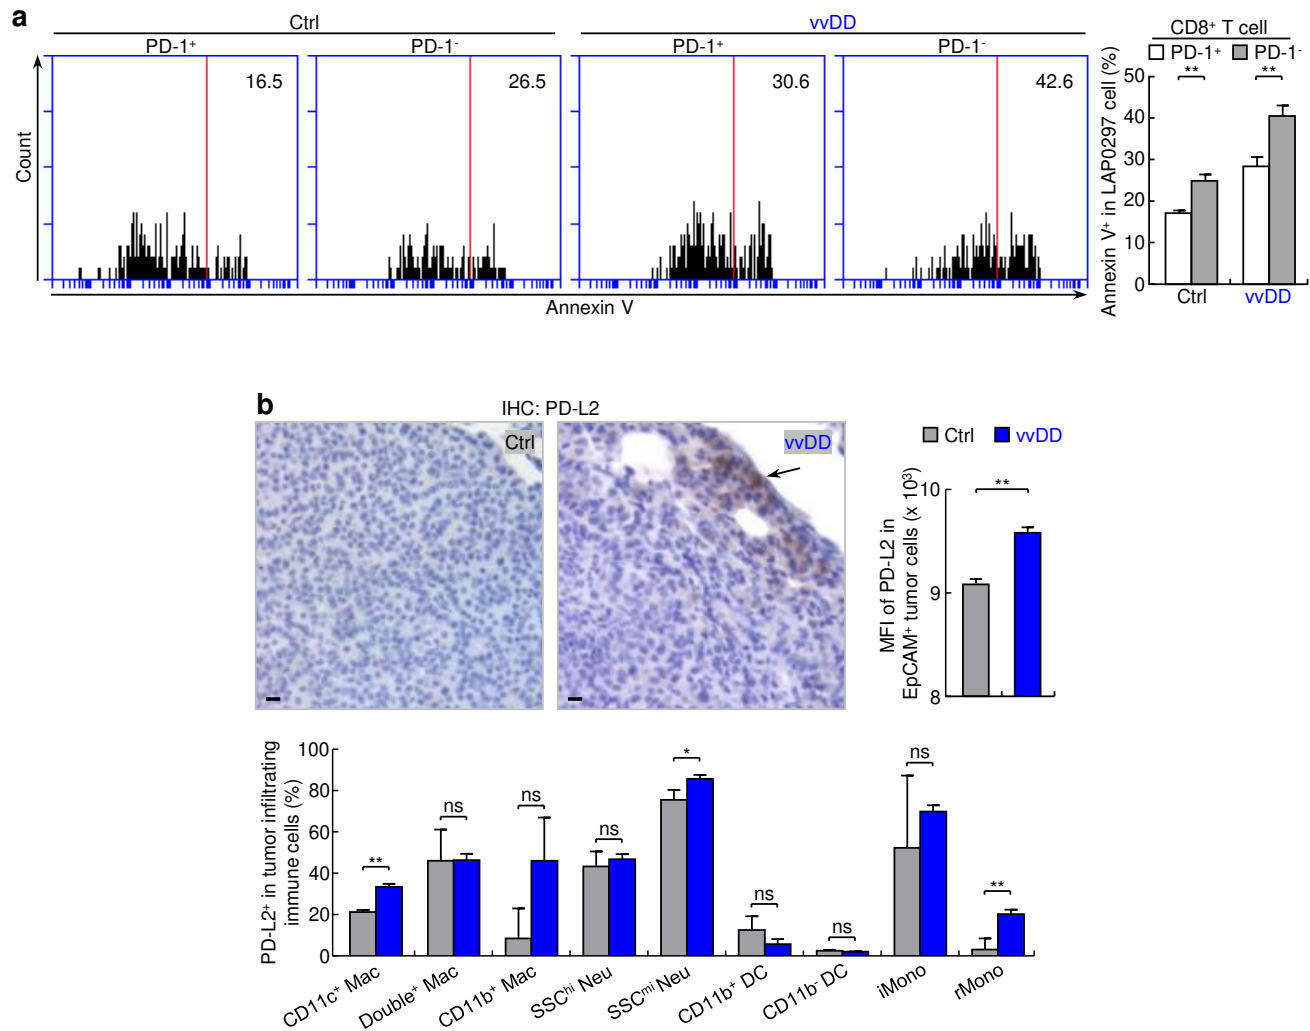 a
Ctrl
vvDD
PD-1⁺
PD-1⁻
PD-1⁺
PD-1⁻
16.5
26.5
30.6
42.6
Count
Annexin V
CD8⁺ T cell
PD-1⁺ PD-1⁻
** **
Annexin V⁺ in LAP0297 cell (%)
50
40
30
20
10
0
Ctrl vvDD
b
IHC: PD-L2
Ctrl
vvDD
Ctrl vvDD
MFI of PD-L2 in
EpCAM⁺ tumor cells (x 10³)
**
10
9
8
PD-L2⁺ in tumor infiltrating
immune cells (%)
100
80
60
40
20
0
**
ns
ns
ns
*
ns
ns
ns
**
CD11c⁺ Mac
Double⁺ Mac
CD11b⁺ Mac
SSCʰⁱ Neu
SSCᵐⁱ Neu
CD11b⁺ DC
CD11b⁻ DC
iMono
rMono